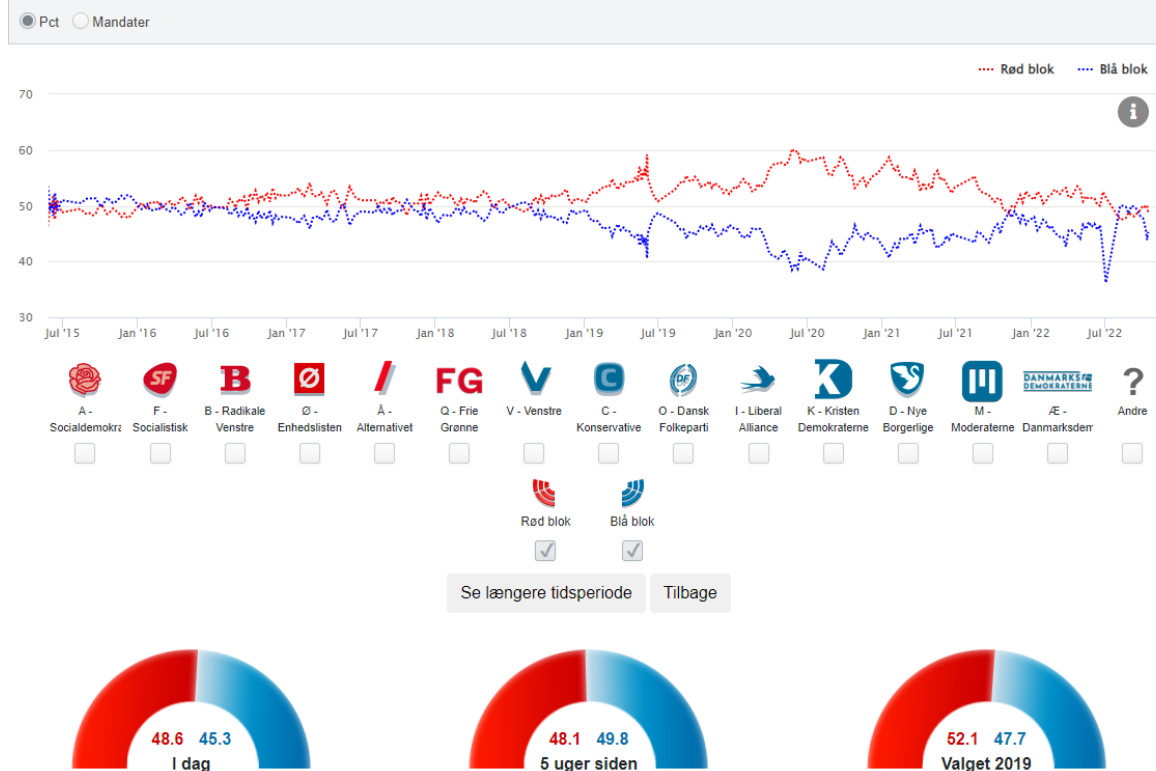 Pct Mandater
Rød blok Blå blok
70
60
50
40
30
Jul '15 Jan '16 Jul '16 Jan '17 Jul '17 Jan '18 Jul '18 Jan '19 Jul '19 Jan '20 Jul '20 Jan '21 Jul '21 Jan '22 Jul '22
i
SF B Ø FG V C DF K D M DANMARKS DEMOKRATERNE ?
A - F - B - Radikale Ø - Å - Q - Frie V - Venstre C - O - Dansk I - Liberal K - Kristen D - Nye M - Æ - Andre
Socialdemokra Socialistisk Venstre Enhedslisten Alternativet Grønne Konservative Folkeparti Alliance Demokraterne Borgerlige Moderaterne Danmarksdem
Rød blok Blå blok
Se længere tidsperiode Tilbage
48.6 45.3 48.1 49.8 52.1 47.7
I dag 5 uger siden Valget 2019